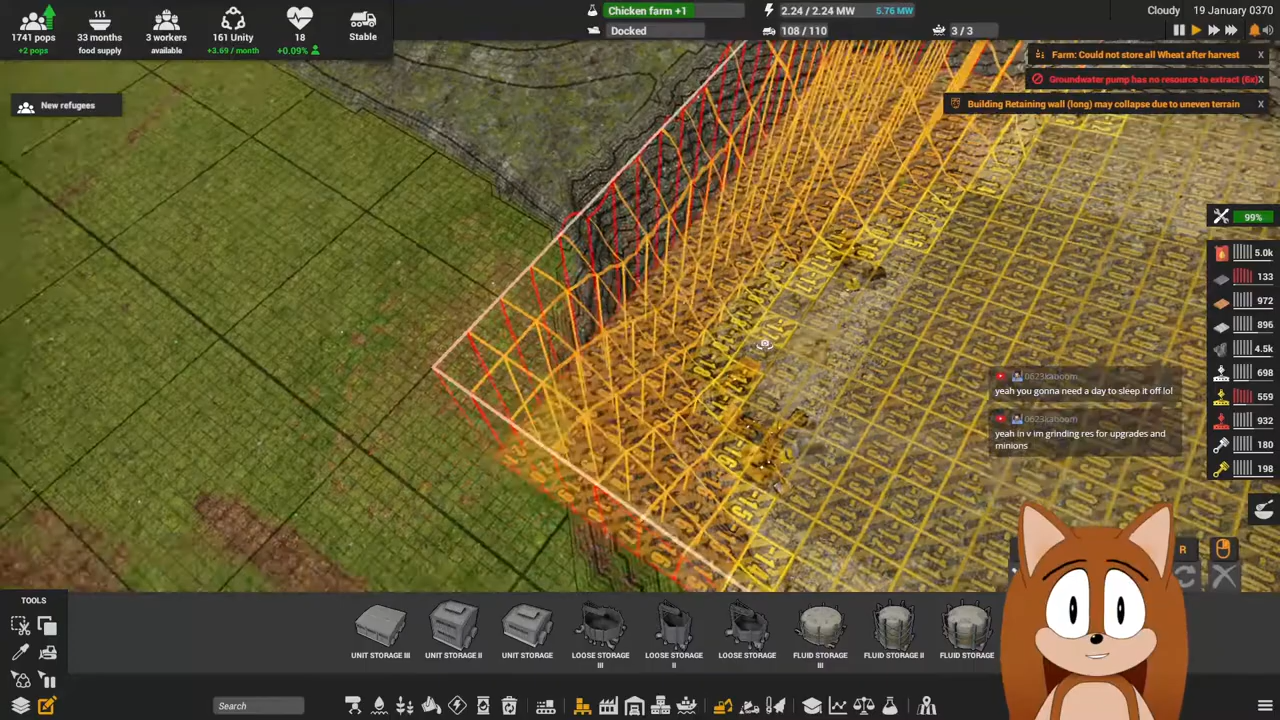 1741 pops
+2 pops
33 months
food supply
3 workers
available
161 Unity
+3.69 / month
18
+0.09%
Stable
Chicken farm +1
Docked
2.24 / 2.24 MW
5.76 MW
108 / 110
3 / 3
Cloudy
19 January 0370
Farm: Could not store all Wheat after harvest
X
Groundwater pump has no resource to extract (6x)
X
Building Retaining wall (long) may collapse due to uneven terrain
X
New refugees
99%
5.0k
133
972
896
4.5k
698
559
932
180
198
0623kaboom
yeah you gonna need a day to sleep it off lol
0623kaboom
yeah in v im grinding res for upgrades and
minions
R
TOOLS
UNIT STORAGE III
UNIT STORAGE II
UNIT STORAGE
LOOSE STORAGE
III
LOOSE STORAGE
II
LOOSE STORAGE
FLUID STORAGE
III
FLUID STORAGE II
FLUID STORAGE
Search